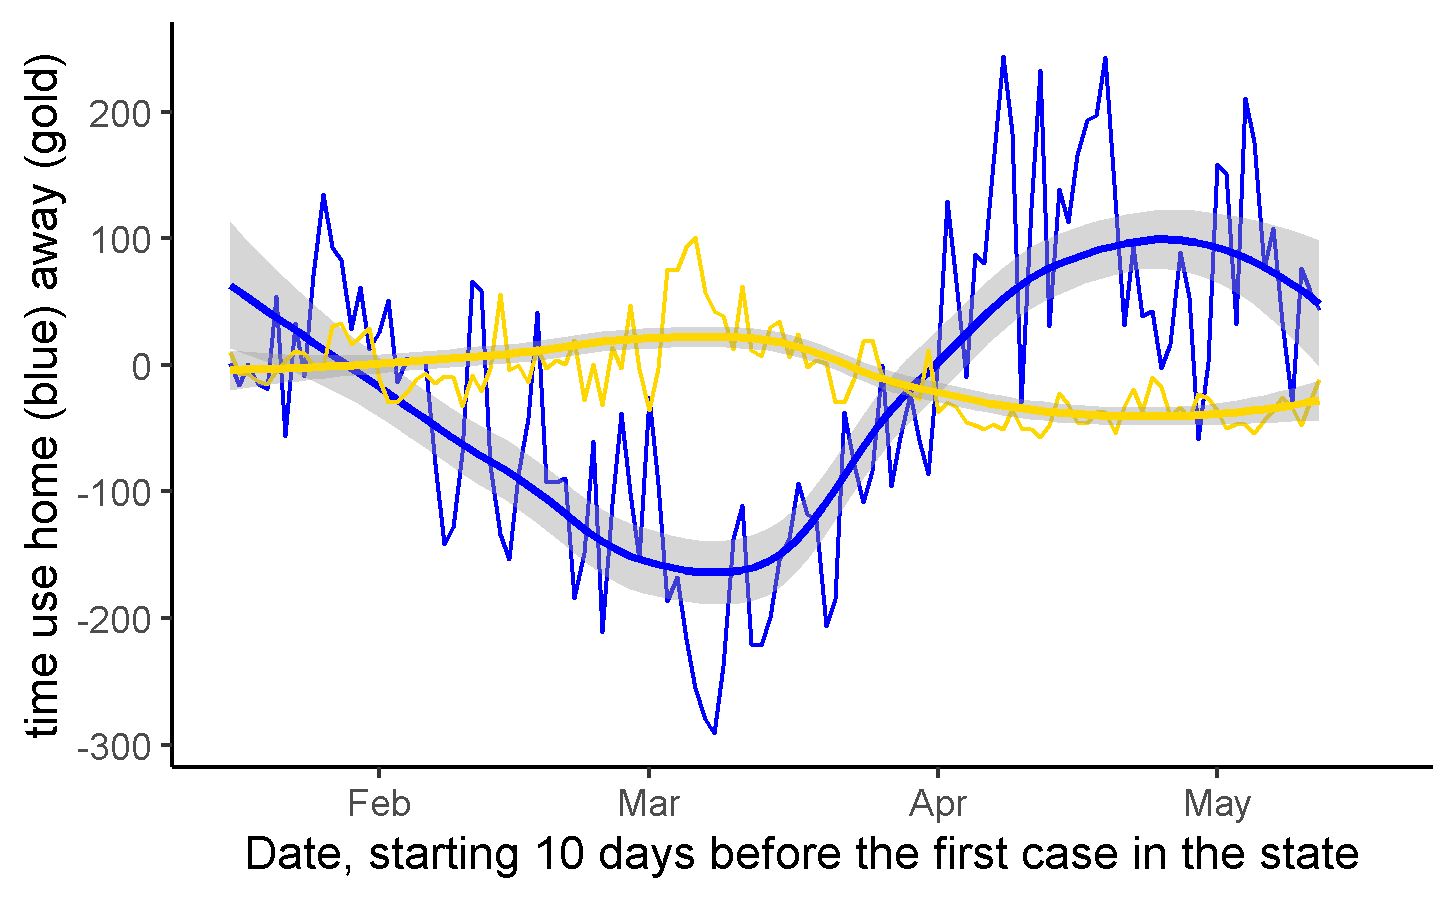 time use home (blue) away (gold)
200
100
0
-100
-200
-300
Feb Mar Apr May
Date, starting 10 days before the first case in the state